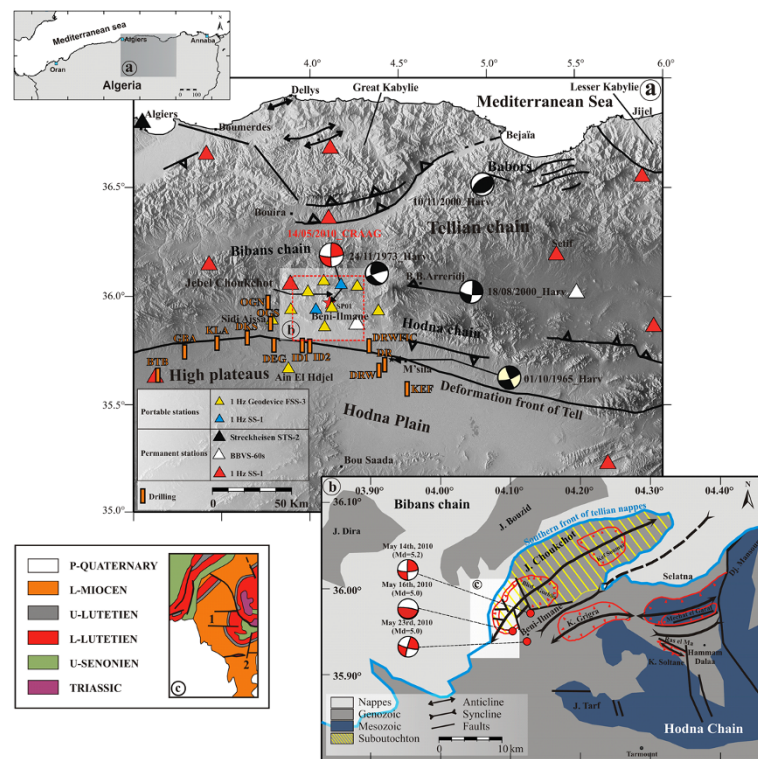 Mediterranean sea
Algiers
Annaba
Oran
Algeria
a
N
0 100
4.0°
5.0°
6.0
Dellys
Great Kabylie
Lesser Kabylie
a
Mediterranean Sea
Algiers
Boumerdes
Bejaïa
Jijel
Babors
36.5°
10/11/2000_Harv
Bouira
Tellian chain
14/05/2010_CRAAG
Bibans chain
24/11/1973_Harv
Setif
Jebel Choukchot
B.B.Arreridj
18/08/2000_Harv
36.0°
OGN
OGS
SP01
Beni-Ilmane
Sidi Aissa
DKS
b
Hodna chain
KLA
GBA
DEG
ID1
ID2
DRWEM
DP
M'sila
BTB
High plateaus
Ain El Hdjel
DRW
KEF
01/10/1965_Harv
35.5°
Deformation front of Tell
Hodna Plain
Portable stations
1 Hz Geodevice FSS-3
1 Hz SS-1
Permanent stations
Streckheisen STS-2
BBVS-60s
1 Hz SS-1
Bou Saada
Drilling
0 50 Km
35.0°
b
03.90°
04.00°
04.10°
04.20°
04.30°
04.40°
36.10°
Bibans chain
N
J. Dira
J. Bouzid
Southern front of tellian nappes
J. Choukchot
May 14th, 2010
(Md=5.2)
May 16th, 2010
(Md=5.0)
May 23rd, 2010
(Md=5.0)
36.00°
c
Selatna
Beni-Ilmane
K. Grigra
Hammam
Dalaa
K. Soltane
35.90°
J. Tarf
Hodna Chain
Tarmount
Nappes
Genozoic
Mesozoic
Suboutochton
Anticline
Syncline
Faults
0 10 km
P-QUATERNARY
L-MIOCEN
U-LUTETIEN
L-LUTETIEN
U-SENONIEN
TRIASSIC
1
2
c